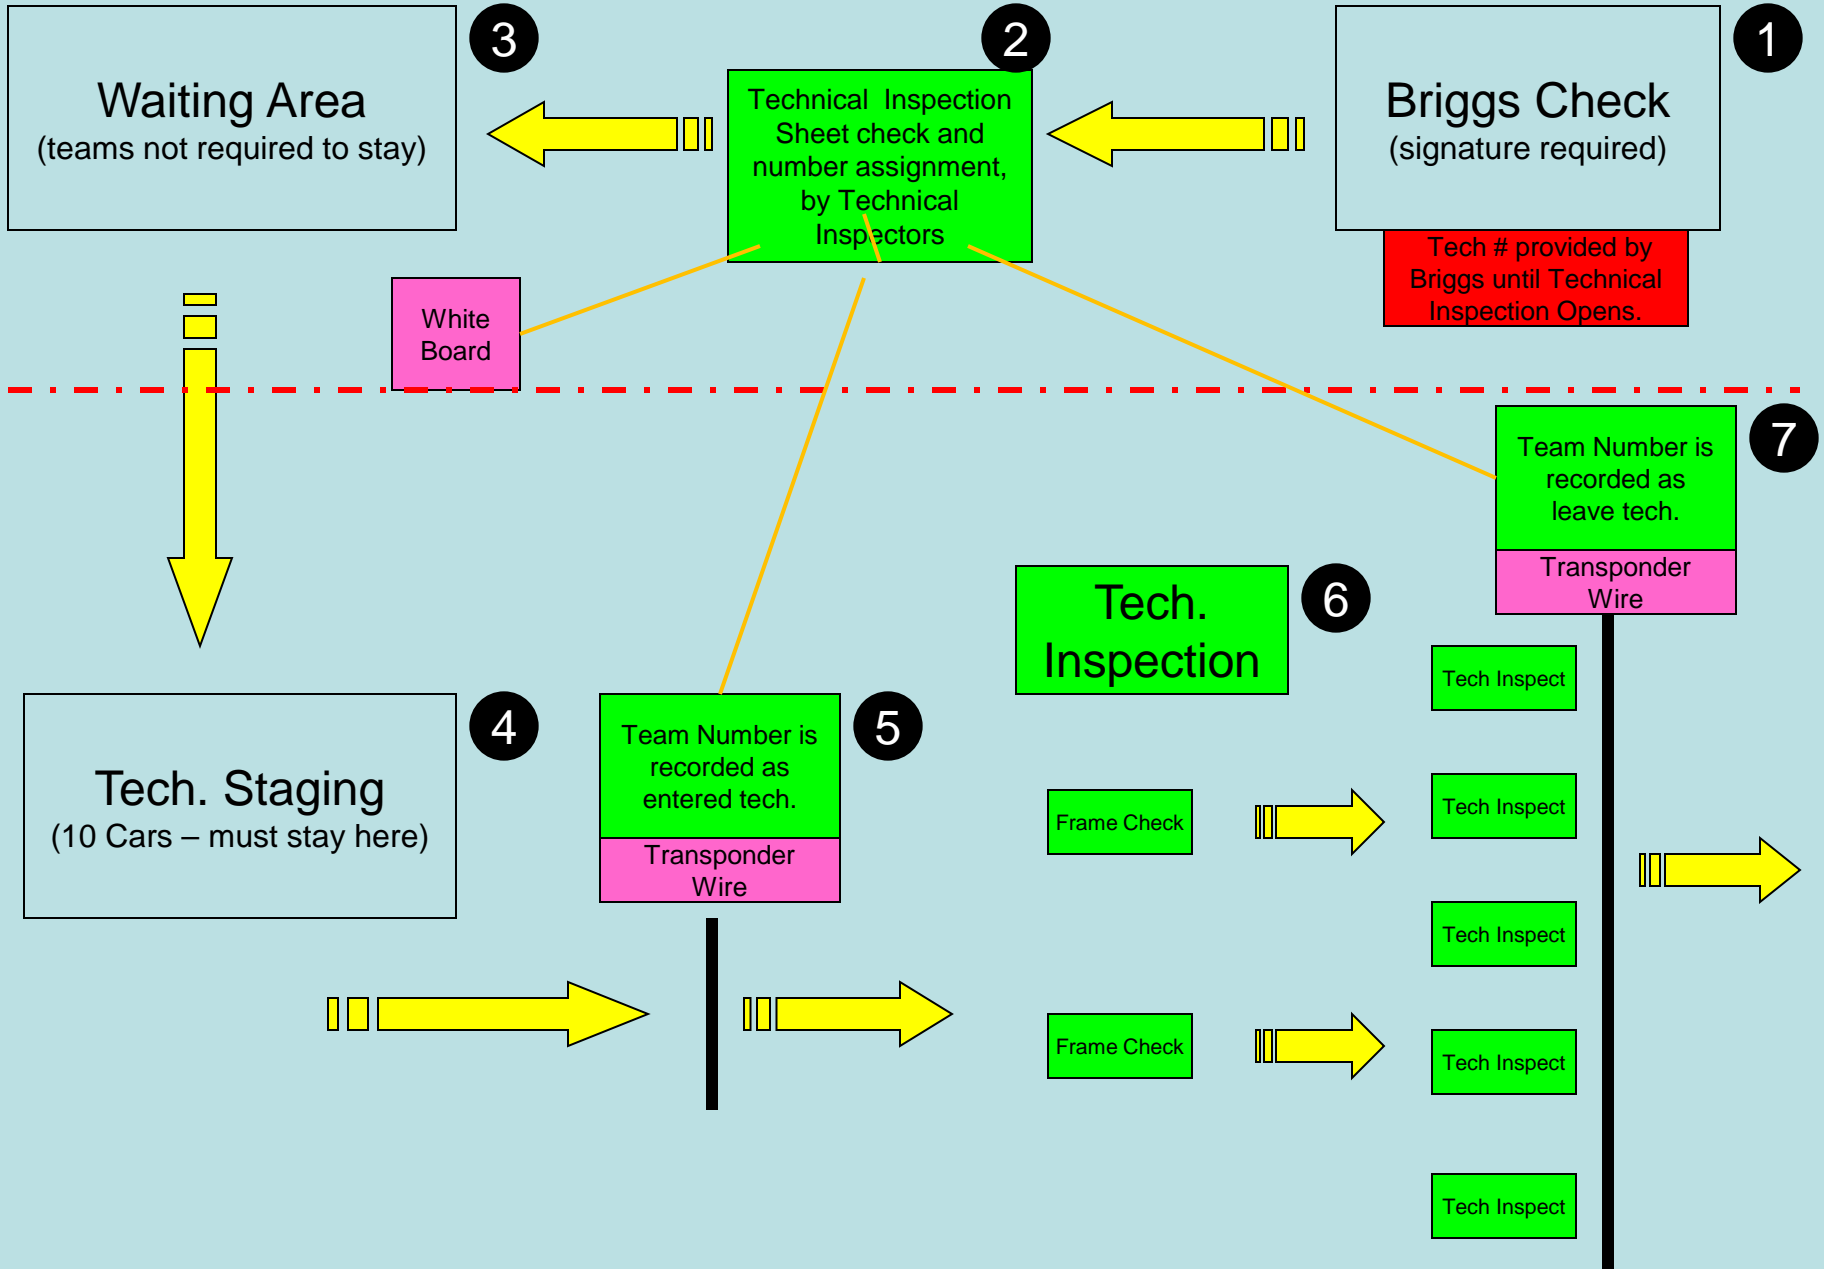 3
Waiting Area
(teams not required to stay)
2
Technical Inspection
Sheet check and
number assignment,
by Technical
Inspectors
1
Briggs Check
(signature required)
Tech # provided by
Briggs until Technical
Inspection Opens.
White
Board
7
Team Number is
recorded as
leave tech.
Transponder
Wire
4
Tech. Staging
(10 Cars – must stay here)
5
Team Number is
recorded as
entered tech.
Transponder
Wire
6
Tech.
Inspection
Frame Check
Frame Check
Tech Inspect
Tech Inspect
Tech Inspect
Tech Inspect
Tech Inspect